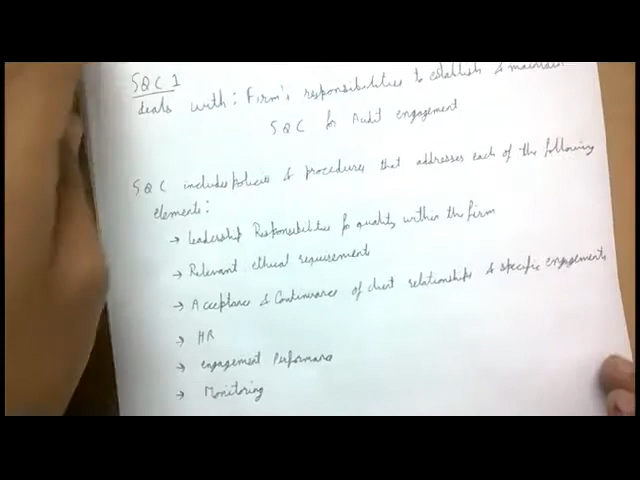 SQC 1
deals with: Firm's responsibilities to establish & maintain
SQC for Audit engagement
SQC includes policies & procedures that addresses each of the following
elements:
→ Leadership Responsibilities for quality within the firm
→ Relevant ethical requirements
→ Acceptance & Continuance of client relationships & specific engagements
→ HR
→ engagement Performance
→ Monitoring